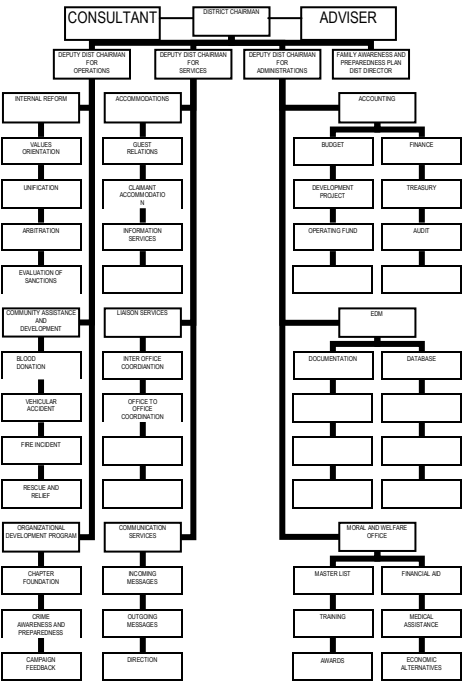 CONSULTANT
DISTRICT CHAIRMAN
ADVISER
DEPUTY DIST CHAIRMAN
FOR
OPERATIONS
DEPUTY DIST CHAIRMAN
FOR
SERVICES
DEPUTY DIST CHAIRMAN
FOR
ADMINISTRATIONS
FAMILY AWARENESS AND
PREPAREDNESS PLAN
DIST DIRECTOR
INTERNAL REFORM
VALUES
ORIENTATION
UNIFICATION
ARBITRATION
EVALUATION OF
SANCTIONS
COMMUNITY ASSISTANCE
AND
DEVELOPMENT
BLOOD
DONATION
VEHICULAR
ACCIDENT
FIRE INCIDENT
RESCUE AND
RELIEF
ORGANIZATIONAL
DEVELOPMENT PROGRAM
CHAPTER
FOUNDATION
CRIME
AWARENESS AND
PREPAREDNESS
CAMPAIGN
FEEDBACK
ACCOMMODATIONS
GUEST
RELATIONS
CLAIMANT
ACCOMMODATIO
N
INFORMATION
SERVICES
LIAISON SERVICES
INTER OFFICE
COORDIANTION
OFFICE TO
OFFICE
COORDINATION
COMMUNICATION
SERVICES
INCOMING
MESSAGES
OUTGOING
MESSAGES
DIRECTION
ACCOUNTING
BUDGET
DEVELOPMENT
PROJECT
OPERATING FUND
FINANCE
TREASURY
AUDIT
EDM
DOCUMENTATION
DATABASE
MORAL AND WELFARE
OFFICE
MASTER LIST
TRAINING
AWARDS
FINANCIAL AID
MEDICAL
ASSISTANCE
ECONOMIC
ALTERNATIVES